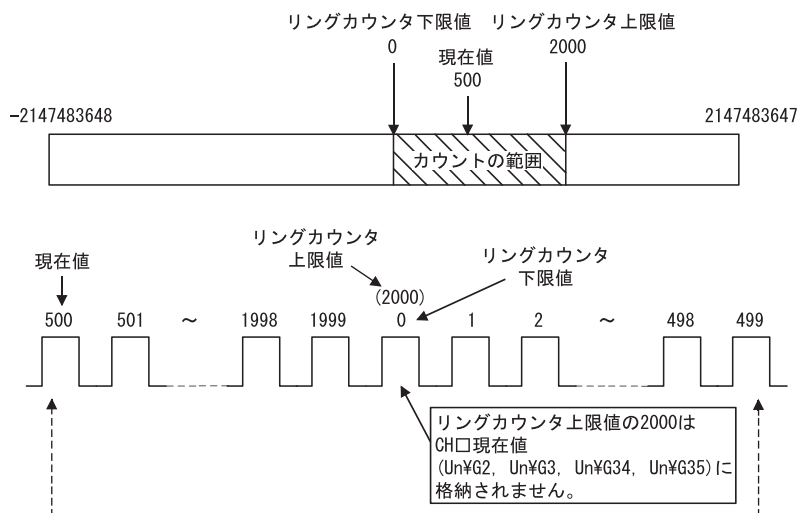 リングカウンタ下限値 リングカウンタ上限値
0 2000
現在値
500
-2147483648 2147483647
カウントの範囲
リングカウンタ
上限値
リングカウンタ
下限値
現在値
(2000)
500 501 ～ 1998 1999 0 1 2 ～ 498 499
リングカウンタ上限値の2000は
CH□現在値
(Un¥G2, Un¥G3, Un¥G34, Un¥G35)に
格納されません。